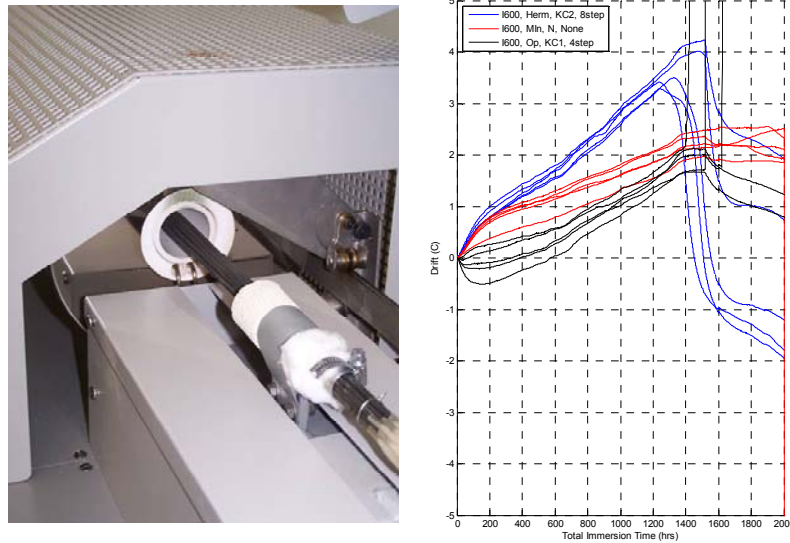 5
4
3
2
1
0
-1
-2
-3
-4
-5
Drift (C)
I600, Herm, KC2, 8step
I600, MIn, N, None
I600, Op, KC1, 4step
0 200 400 600 800 1000 1200 1400 1600 1800 200
Total Immersion Time (hrs)